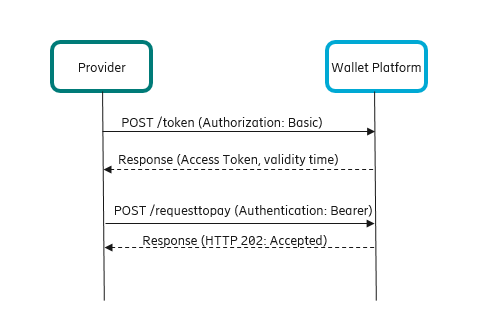 Provider
Wallet Platform
POST /token (Authorization: Basic)
Response (Access Token, validity time)
POST /requesttopay (Authentication: Bearer)
Response (HTTP 202: Accepted)